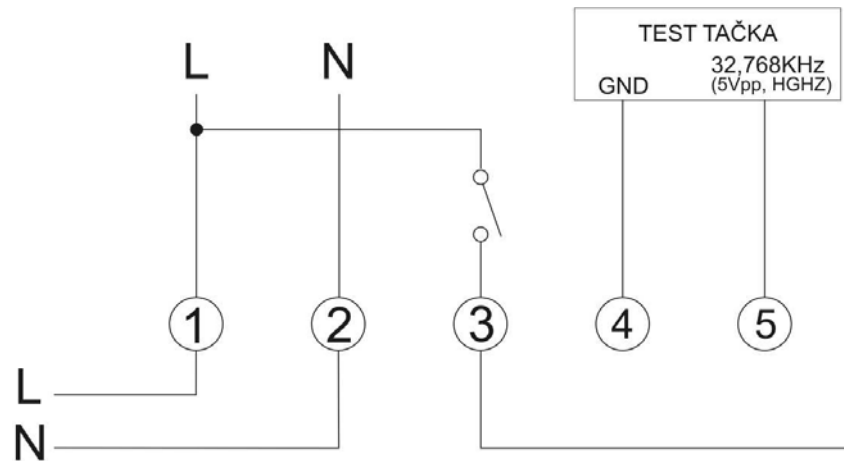 TEST TAČKA
L N
32,768KHz
GND (5Vpp, HGHZ)
1 2 3 4 5
L
N